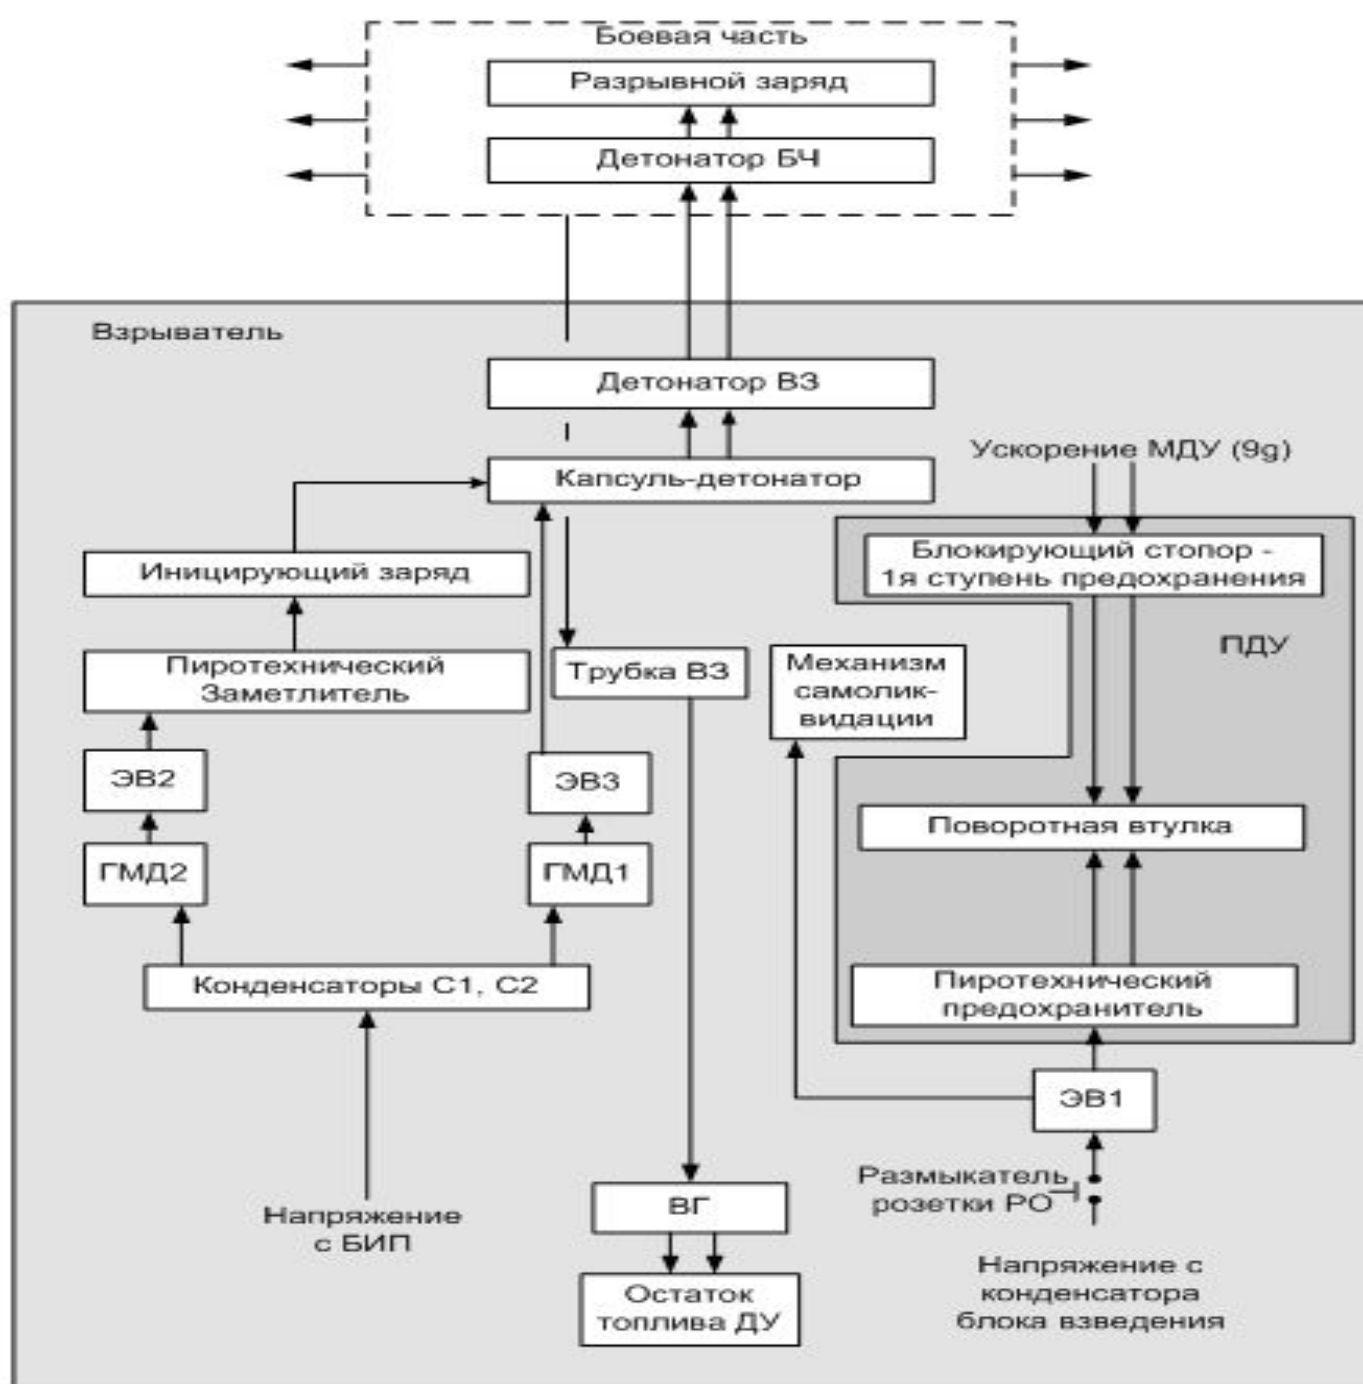 Боевая часть
Разрывной заряд
Детонатор БЧ
Взрыватель
Детонатор ВЗ
Ускорение МДУ (9g)
Капсуль-детонатор
Блокирующий стопор -
1я ступень предохранения
Иницирующий заряд
ПДУ
Пиротехнический
Заметлитель
Трубка ВЗ
Механизм
самолик-
видации
ЭВ2
ЭВ3
Поворотная втулка
ГМД2
ГМД1
Конденсаторы С1, С2
Пиротехнический
предохранитель
ЭВ1
Размыкатель
розетки РО
ВГ
Напряжение
с БИП
Напряжение с
конденсатора
блока взведения
Остаток
топлива ДУ